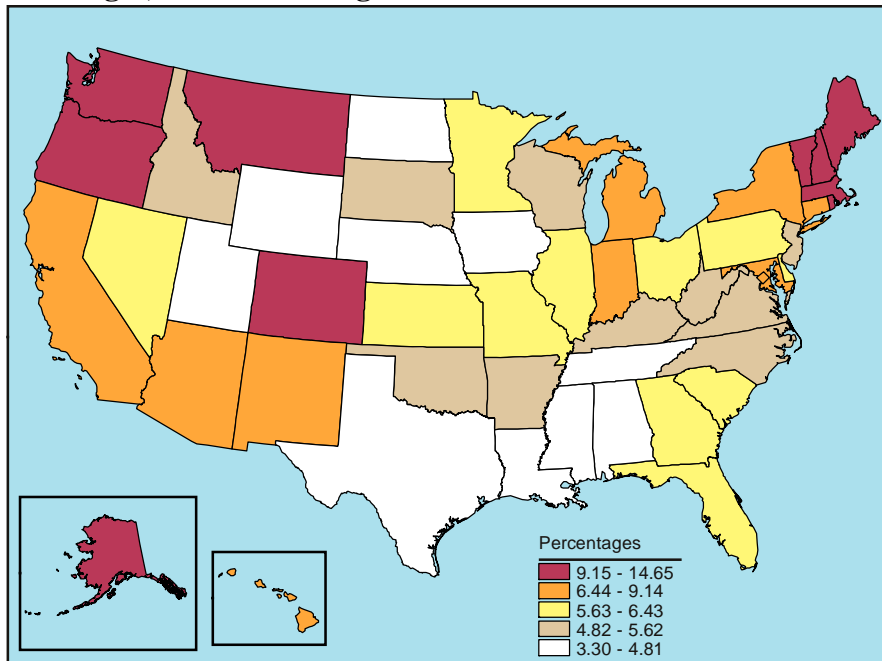 Percentages
9.15 - 14.65
6.44 - 9.14
5.63 - 6.43
4.82 - 5.62
3.30 - 4.81